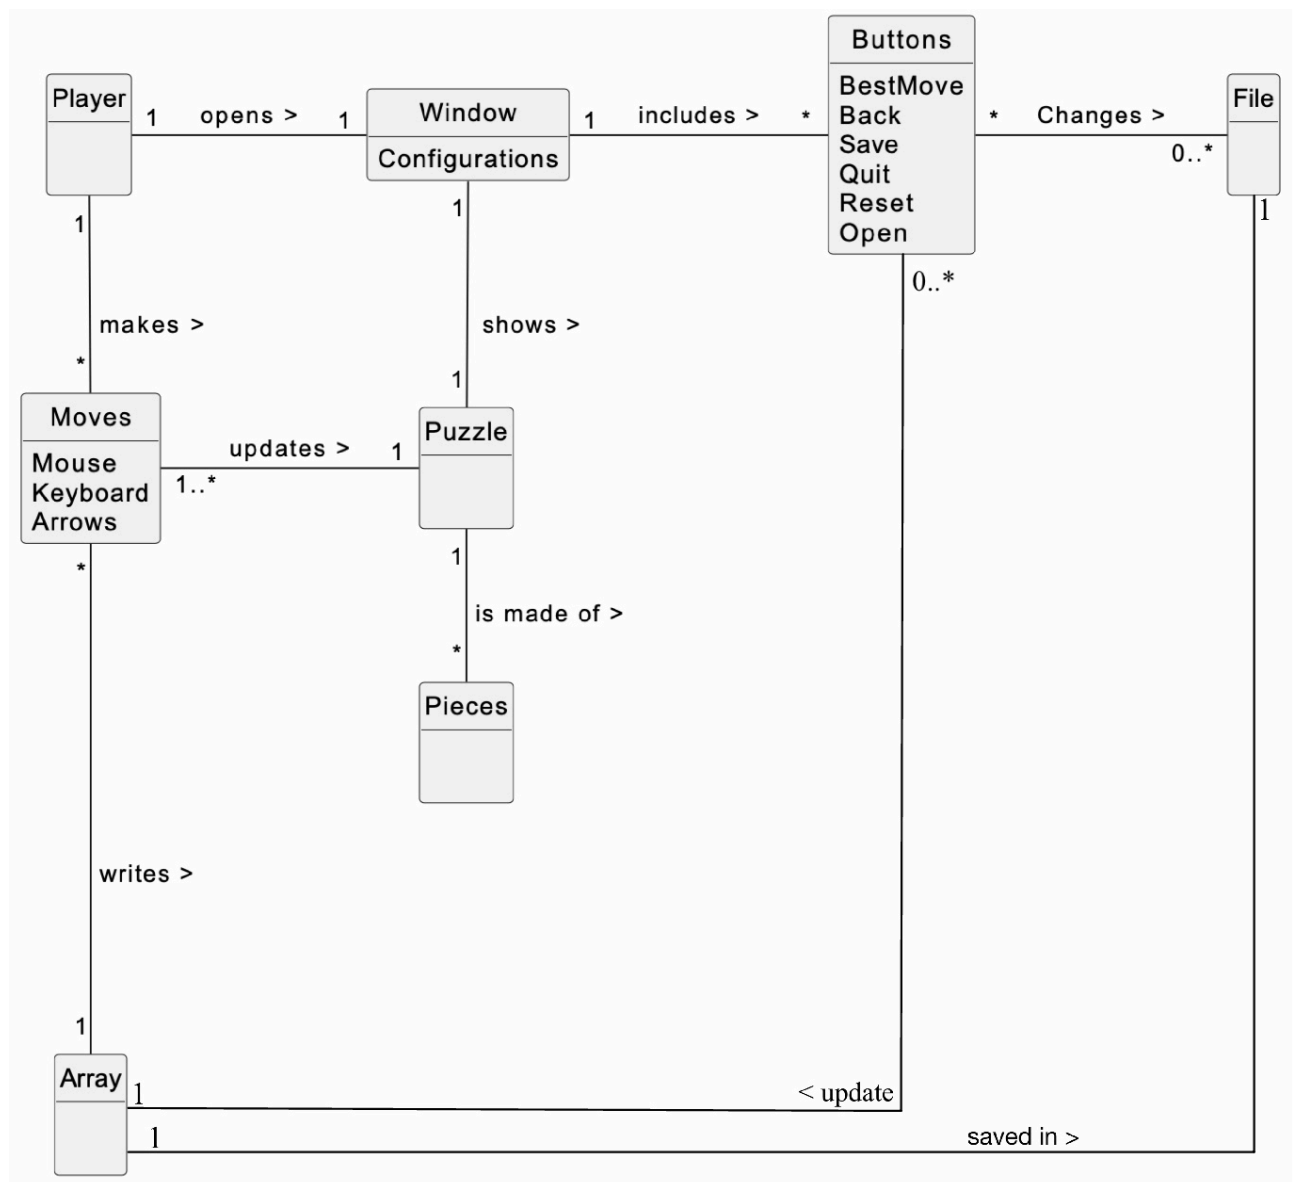 Player
1 opens > 1
Window
Configurations
1 includes > *
Buttons
BestMove
Back
Save
Quit
Reset
Open
* Changes > 0..*
File
1
1
makes >
*
1
shows >
1
0..*
Moves
Mouse
Keyboard
Arrows
updates > 1
1..*
Puzzle
*
1
is made of >
*
Pieces
writes >
1
Array
1
< update
1
saved in >